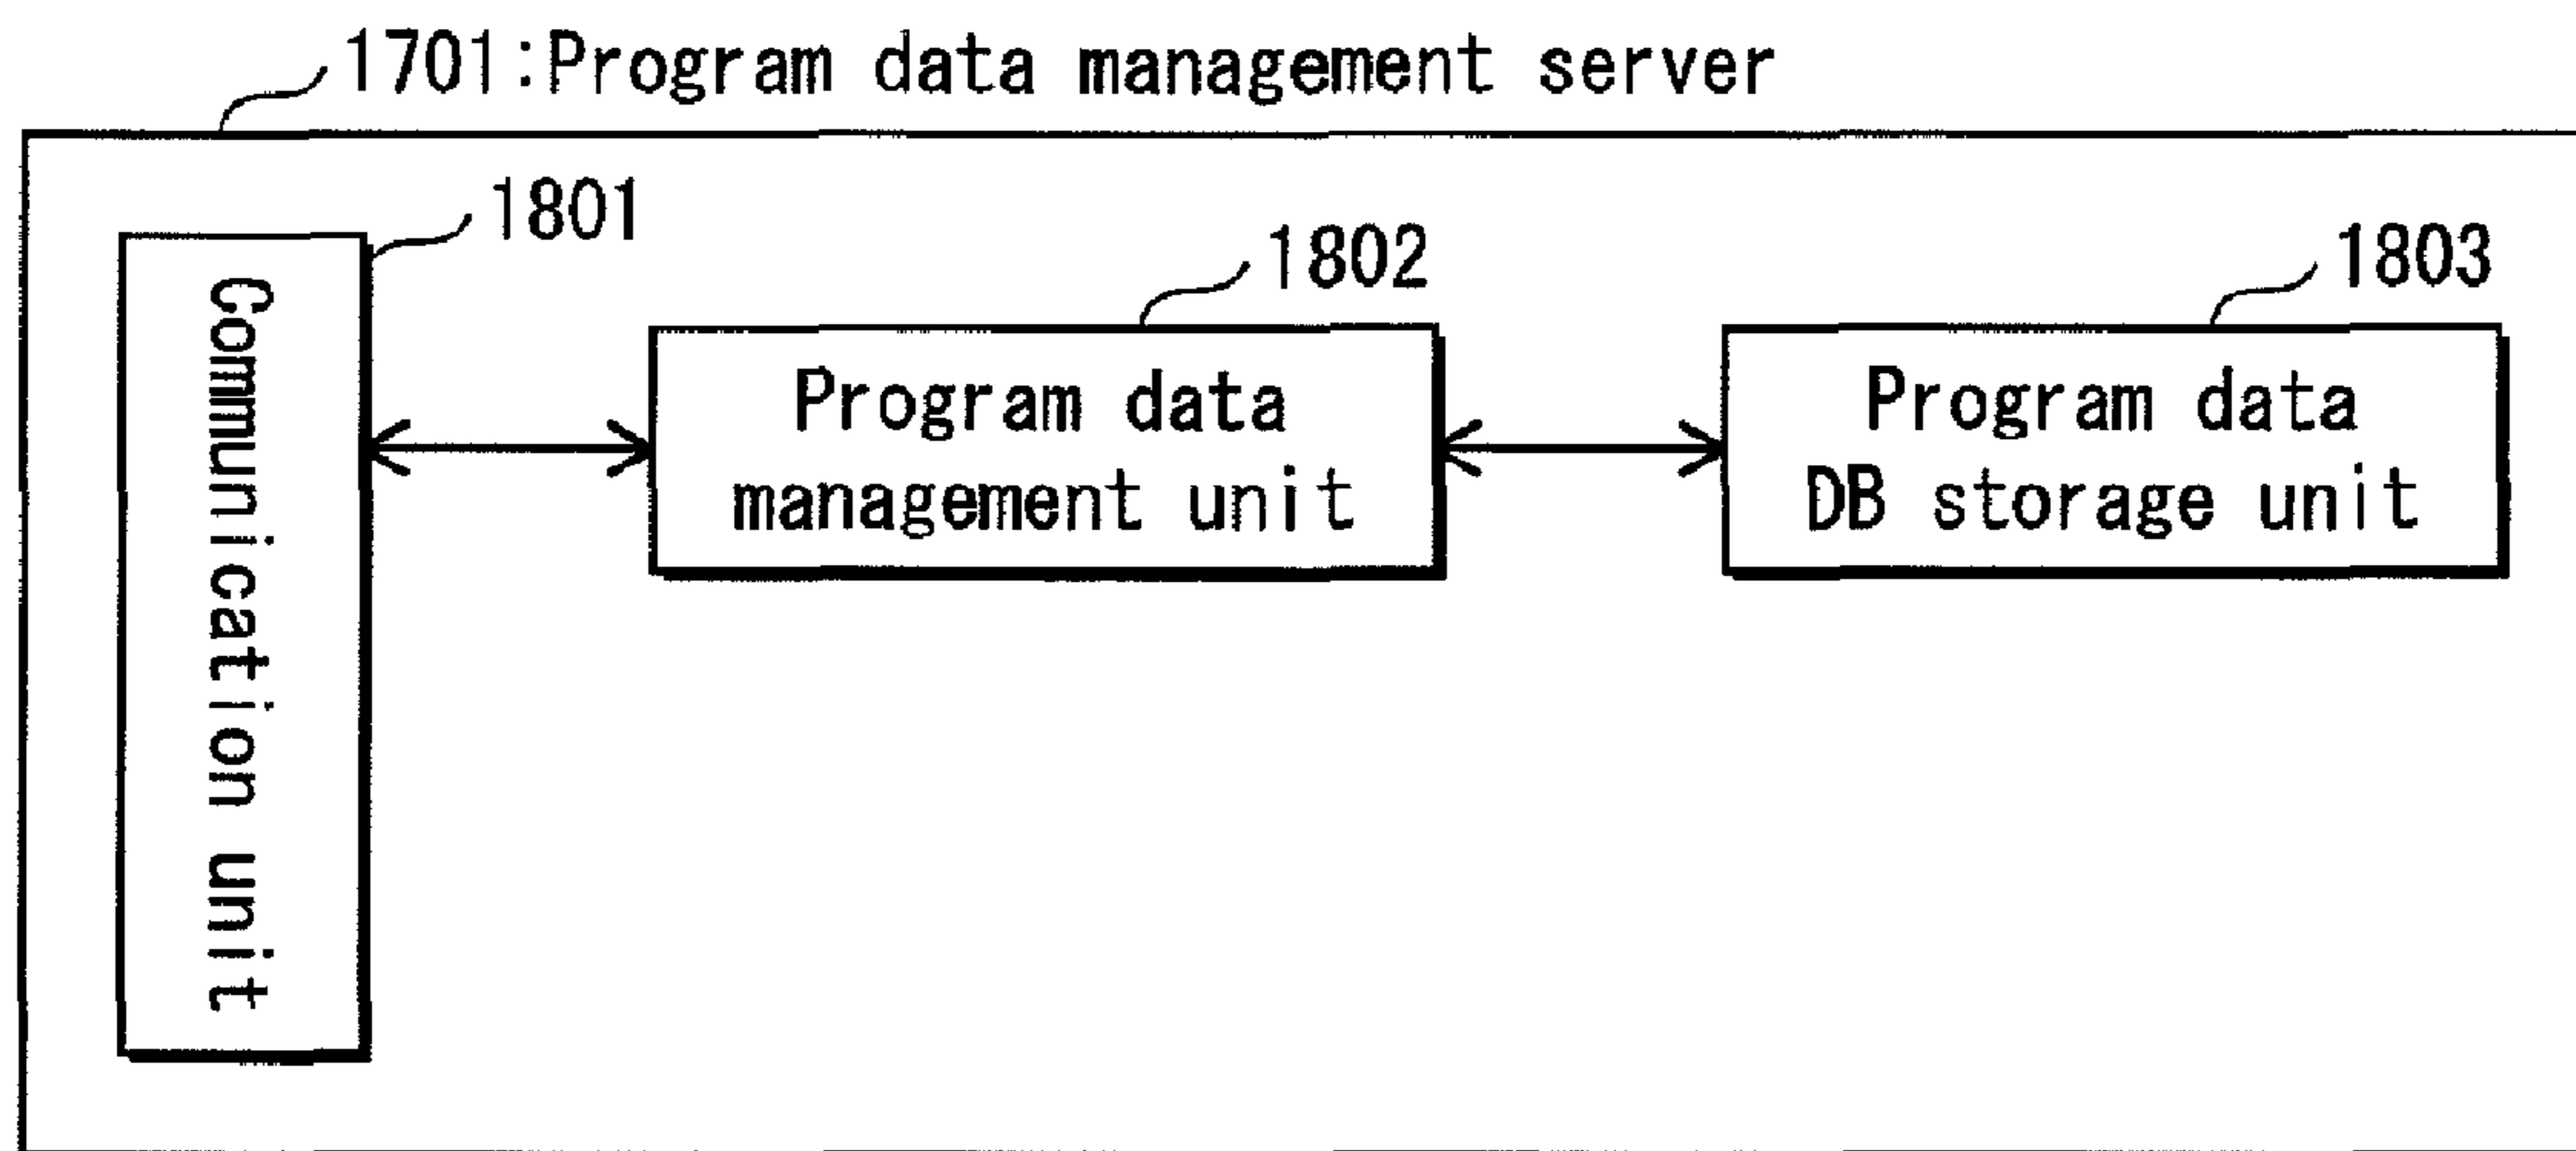 1701:Program data management server
1801
1802
1803
Communication unit
Program data
management unit
Program data
DB storage unit